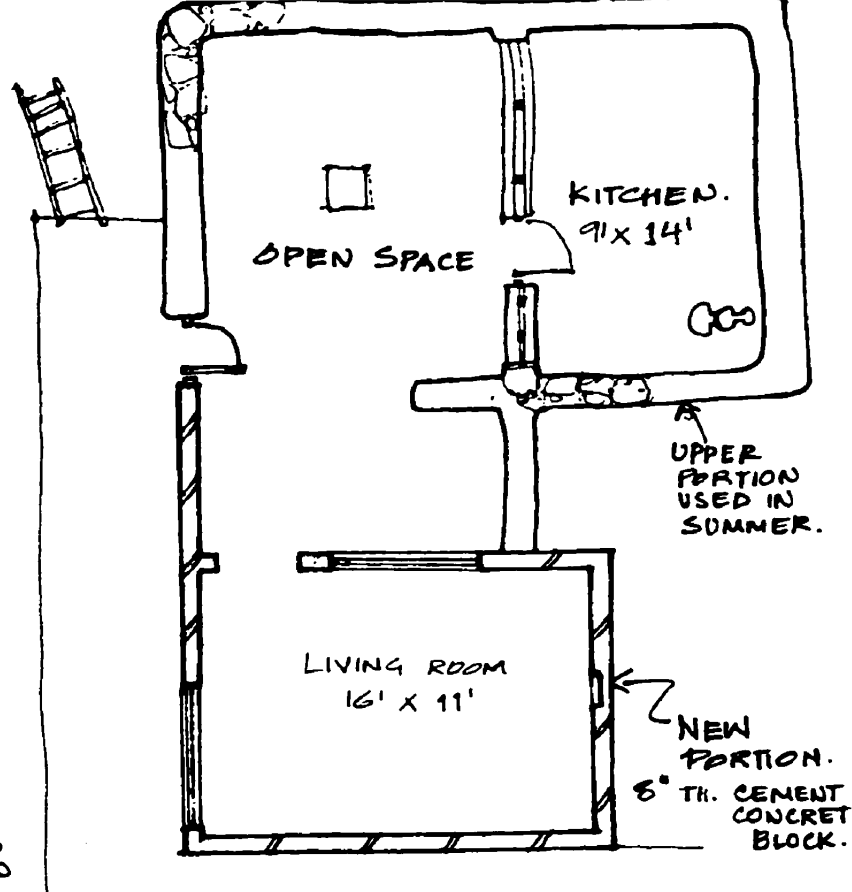 KITCHEN.
9' X 14'
OPEN SPACE
UPPER
PORTION
USED IN
SUMMER.
LIVING ROOM
16' X 11'
NEW
PORTION.
8" TH. CEMENT
CONCRET
BLOCK.